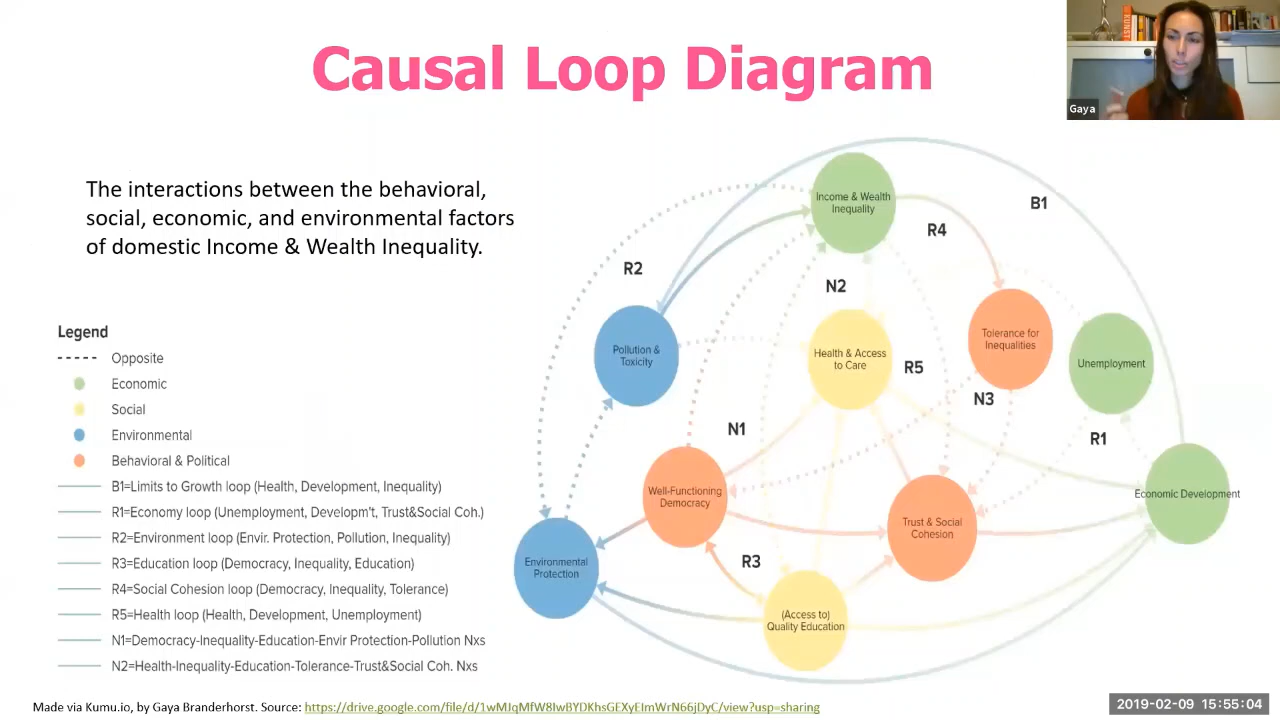 Causal Loop Diagram
Gaya
The interactions between the behavioral,
social, economic, and environmental factors
of domestic Income & Wealth Inequality.
Legend
Opposite
Economic
Social
Environmental
Behavioral & Political
B1=Limits to Growth loop (Health, Development, Inequality)
R1=Economy loop (Unemployment, Developm't, Trust&Social Coh.)
R2=Environment loop (Envir. Protection, Pollution, Inequality)
R3=Education loop (Democracy, Inequality, Education)
R4=Social Cohesion loop (Democracy, Inequality, Tolerance)
R5=Health loop (Health, Development, Unemployment)
N1=Democracy-Inequality-Education-Envir Protection-Pollution Nxs
N2=Health-Inequality-Education-Tolerance-Trust&Social Coh. Nxs
Income & Wealth
Inequality
B1
R4
R2
N2
Tolerance for
Inequalities
Pollution &
Toxicity
Health & Access
to Care
Unemployment
R5
N3
N1
R1
Well-Functioning
Democracy
Economic Development
Trust & Social
Cohesion
R3
Environmental
Protection
(Access to)
Quality Education
Made via Kumu.io, by Gaya Branderhorst. Source: https://drive.google.com/file/d/1wMJqMfW8IwBYDKhsGEXyEImWrN66jDyC/view?usp=sharing
2019-02-09 15:55:04